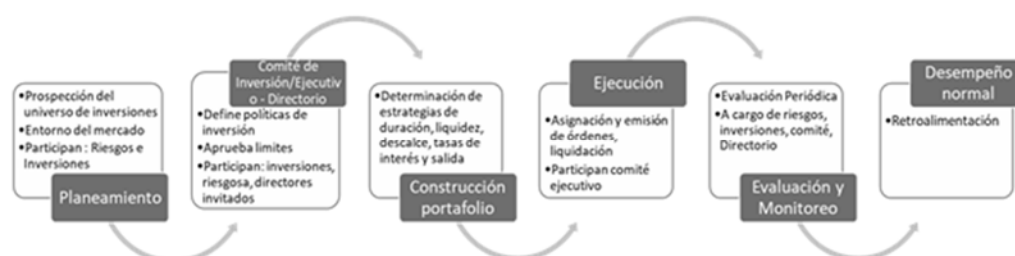 •Prospección del
universo de inversiones
•Entorno del mercado
•Participan : Riesgos e
Inversiones
Planeamiento
Comité de
Inversión/Ejecutiv
o - Directorio
•Define políticas de
inversión
•Aprueba limites
•Participan: inversiones,
riesgosa, directores
invitados
•Determinación de
estrategias de
duración, liquidez,
descalce, tasas de
interés y salida
Construcción
portafolio
Ejecución
•Asignación y emisión
de órdenes,
liquidación
•Participan comité
ejecutivo
•Evaluación Periódica
•A cargo de riesgos,
inversiones, comité,
Directorio
Evaluación y
Monitoreo
Desempeño
normal
•Retroalimentación